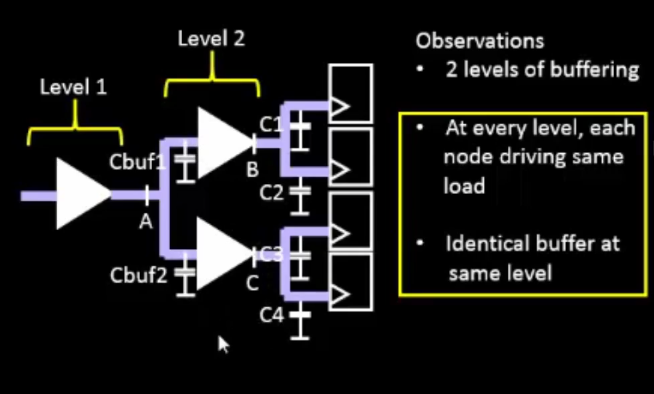 Level 1
Level 2
Cbuf1
Cbuf2
A
B
C
C1
C2
C3
C4
Observations
• 2 levels of buffering
• At every level, each
node driving same
load
• Identical buffer at
same level